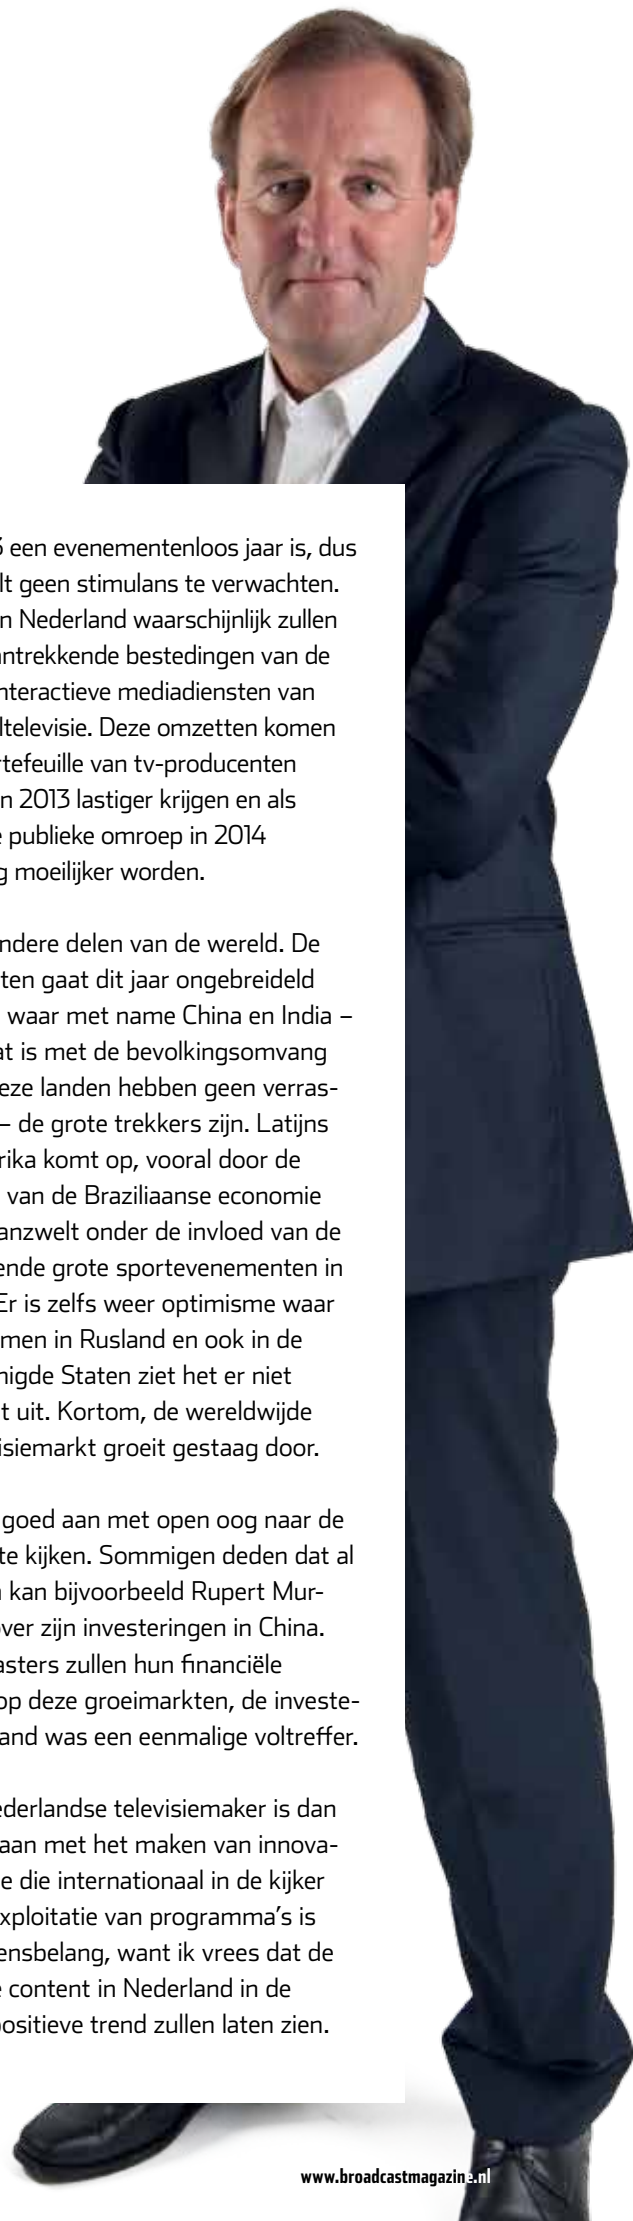 een evenementenloos jaar is, dus
lt geen stimulans te verwachten.
n Nederland waarschijnlijk zullen
ntrekkende bestedingen van de
nteractieve mediadiensten van
ltelevisie. Deze omzetten komen
rtefeuille van tv-producenten
n 2013 lastiger krijgen en als
e publieke omroep in 2014
g moeilijker worden.
ndere delen van de wereld. De
ten gaat dit jaar ongebreideld
waar met name China en India –
at is met de bevolkingsomvang
eze landen hebben geen verras-
– de grote trekkers zijn. Latijns
rika komt op, vooral door de
van de Braziliaanse economie
anzwelt onder de invloed van de
ende grote sportevenementen in
Er is zelfs weer optimisme waar
men in Rusland en ook in de
nigde Staten ziet het er niet
t uit. Kortom, de wereldwijde
isiemarkt groeit gestaag door.
goed aan met open oog naar de
te kijken. Sommigen deden dat al
kan bijvoorbeeld Rupert Mur-
over zijn investeringen in China.
asters zullen hun financiële
op deze groeimarkten, de investe-
and was een eenmalige voltreffer.
ederlandse televisiemaker is dan
aan met het maken van innova-
e die internationaal in de kijker
xploitatie van programma's is
ensbelang, want ik vrees dat de
e content in Nederland in de
ositieve trend zullen laten zien.
www.broadcastmagazine.nl